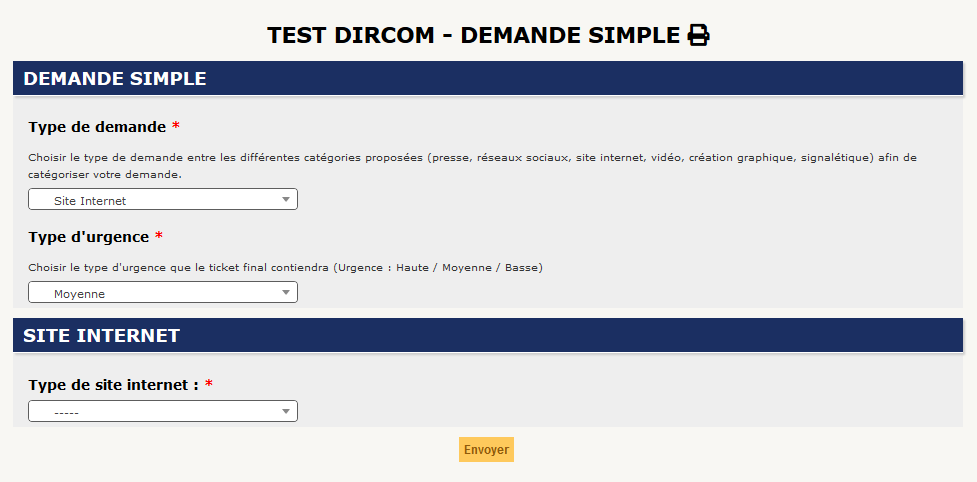 TEST DIRCOM - DEMANDE SIMPLE
DEMANDE SIMPLE
Type de demande *
Choisir le type de demande entre les différentes catégories proposées (presse, réseaux sociaux, site internet, vidéo, création graphique, signalétique) afin de
catégoriser votre demande.
Site Internet
Type d'urgence *
Choisir le type d'urgence que le ticket final contiendra (Urgence : Haute / Moyenne / Basse)
Moyenne
SITE INTERNET
Type de site internet : *
-----
Envoyer